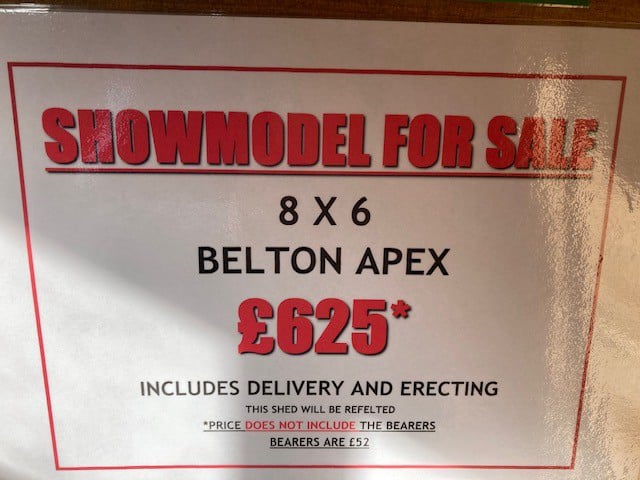 SHOWMODEL FOR SALE
8 X 6
BELTON APEX
£625*
INCLUDES DELIVERY AND ERECTING
THIS SHED WILL BE REFELTED
*PRICE DOES NOT INCLUDE THE BEARERS
BEARERS ARE £52